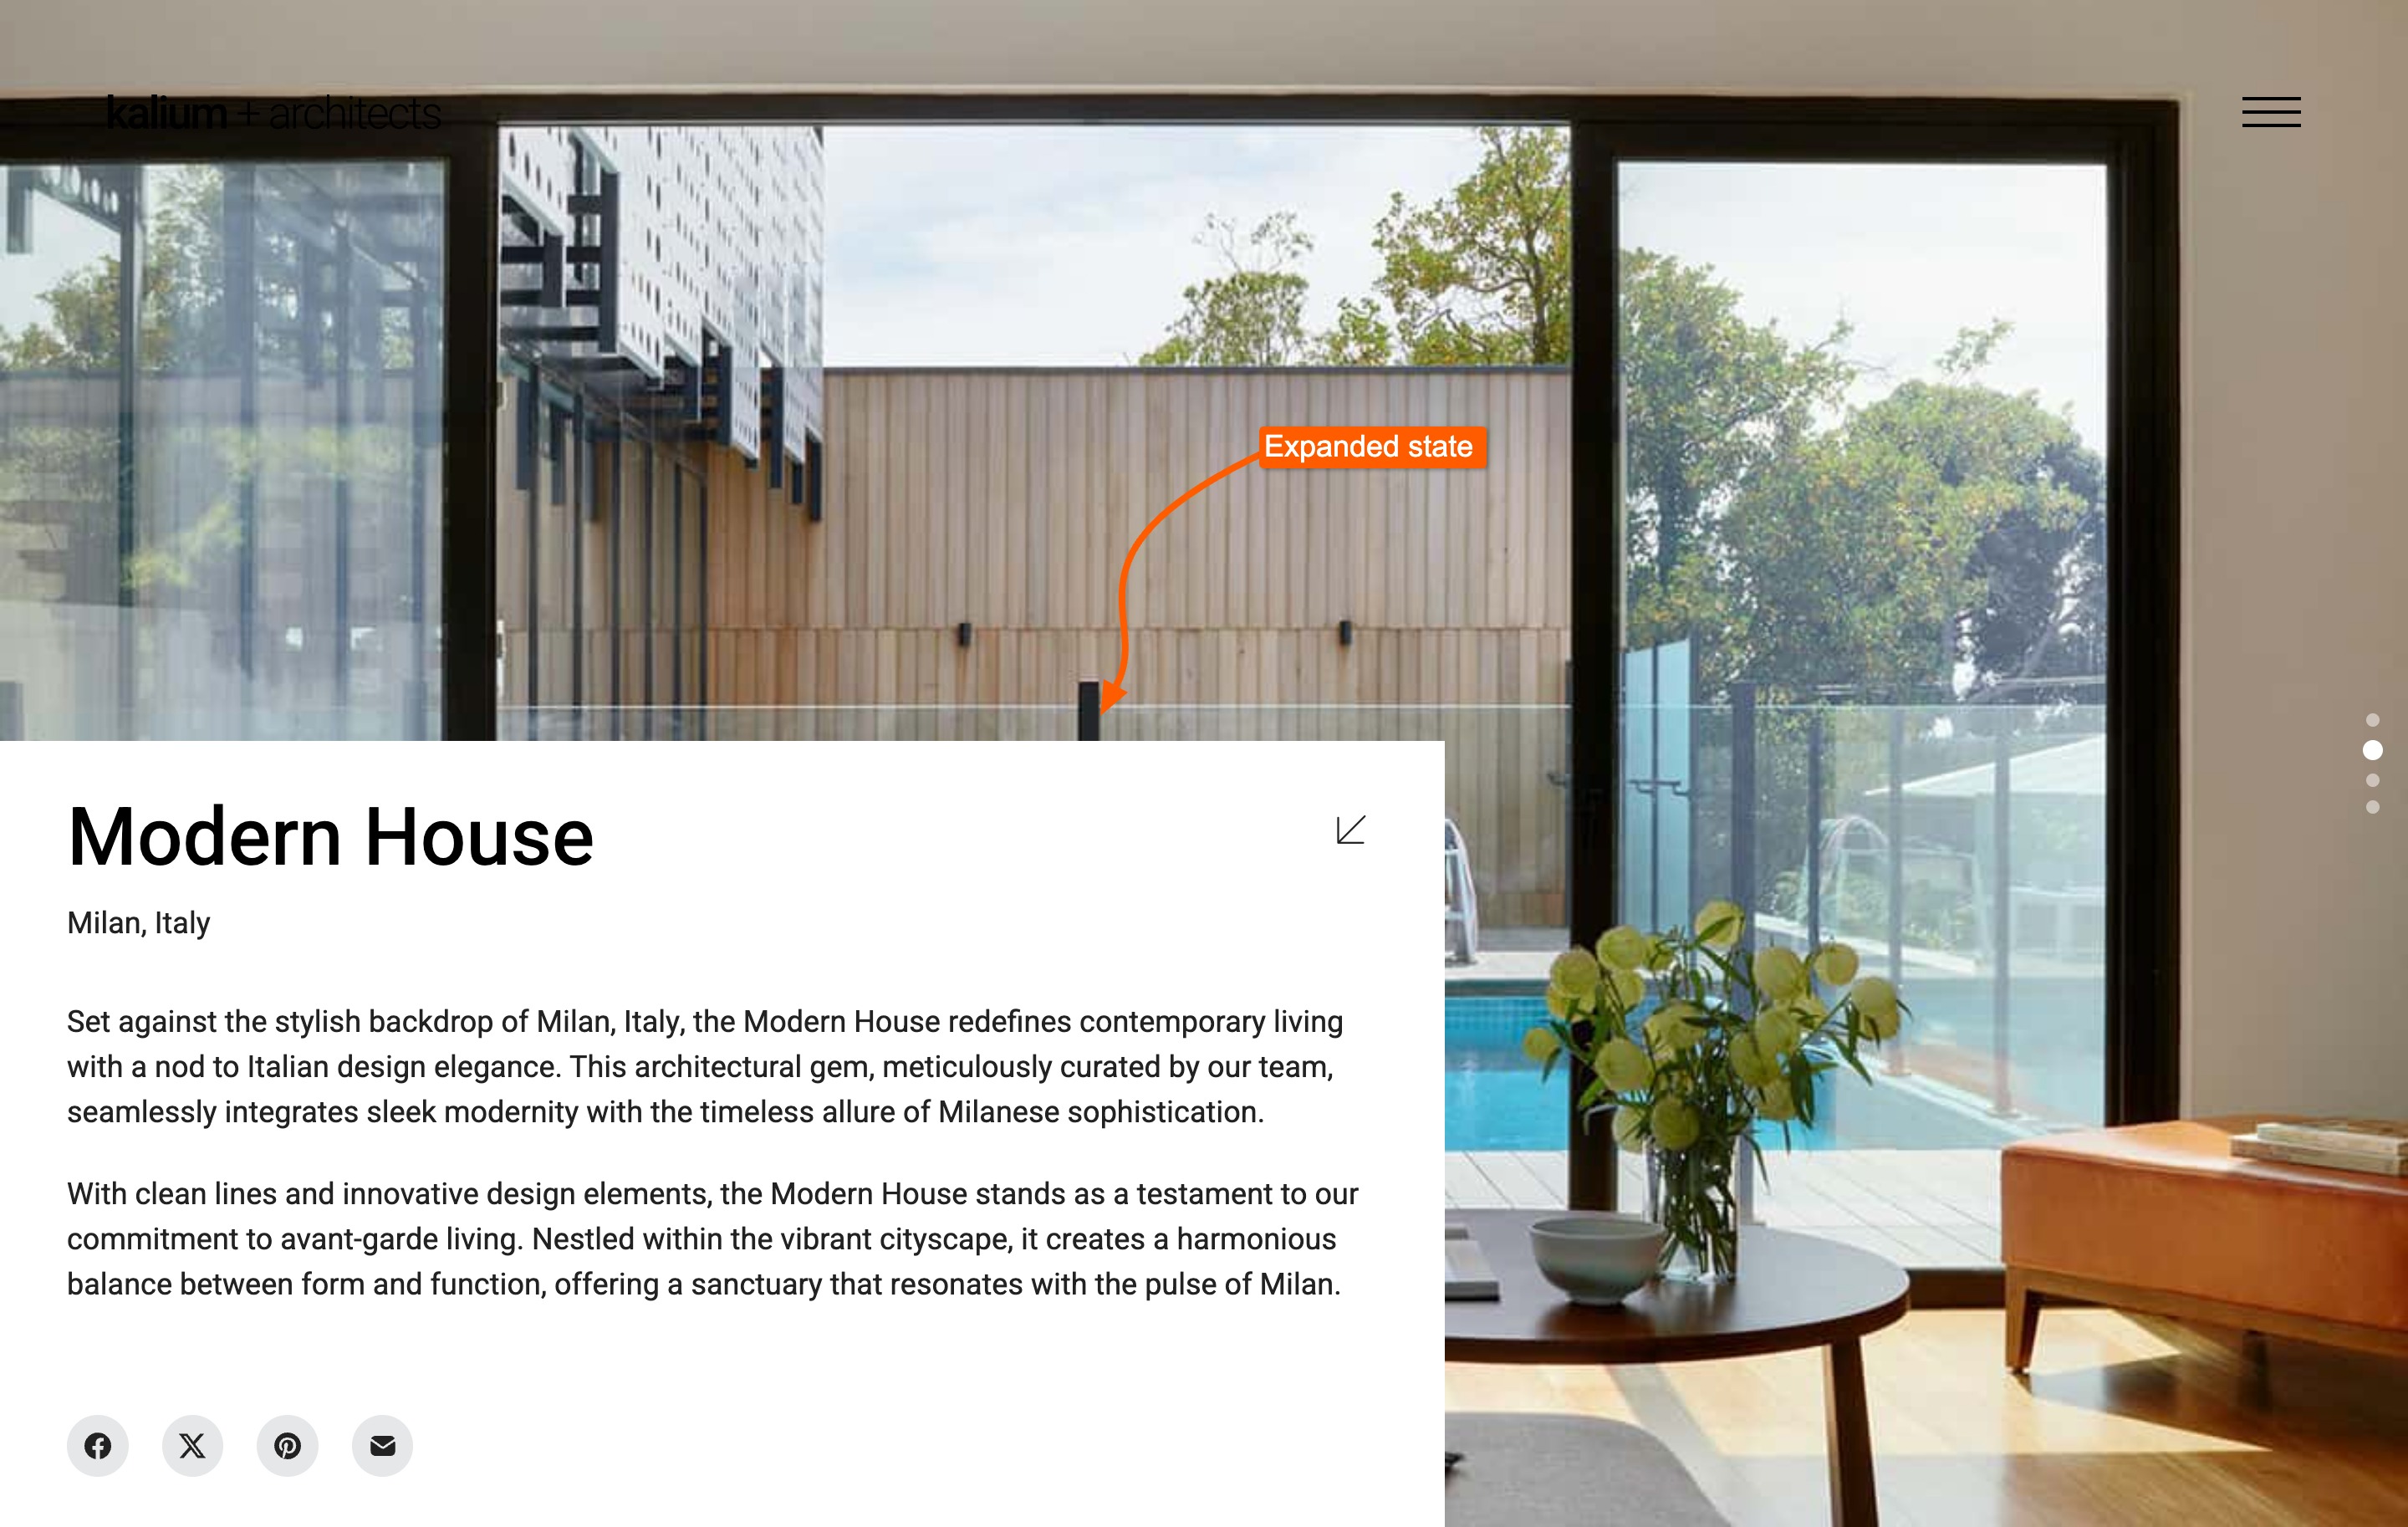 kalium + architects
Expanded state
Modern House
Milan, Italy
Set against the stylish backdrop of Milan, Italy, the Modern House redefines contemporary living
with a nod to Italian design elegance. This architectural gem, meticulously curated by our team,
seamlessly integrates sleek modernity with the timeless allure of Milanese sophistication.
With clean lines and innovative design elements, the Modern House stands as a testament to our
commitment to avant-garde living. Nestled within the vibrant cityscape, it creates a harmonious
balance between form and function, offering a sanctuary that resonates with the pulse of Milan.